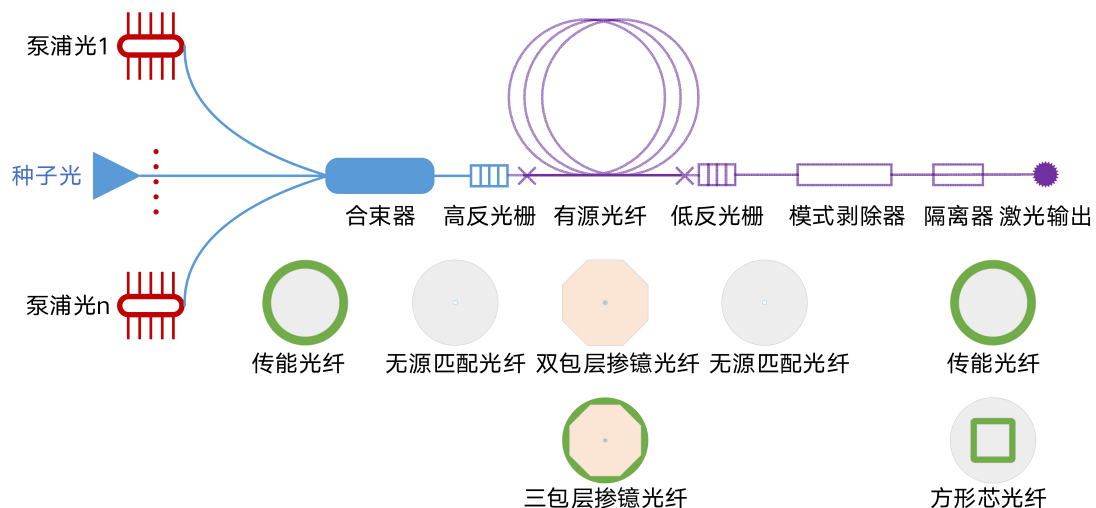 泵浦光1
种子光
合束器
高反光栅
有源光纤
低反光栅
模式剥除器
隔离器
激光输出
泵浦光n
传能光纤
无源匹配光纤
双包层掺镱光纤
无源匹配光纤
传能光纤
三包层掺镱光纤
方形芯光纤